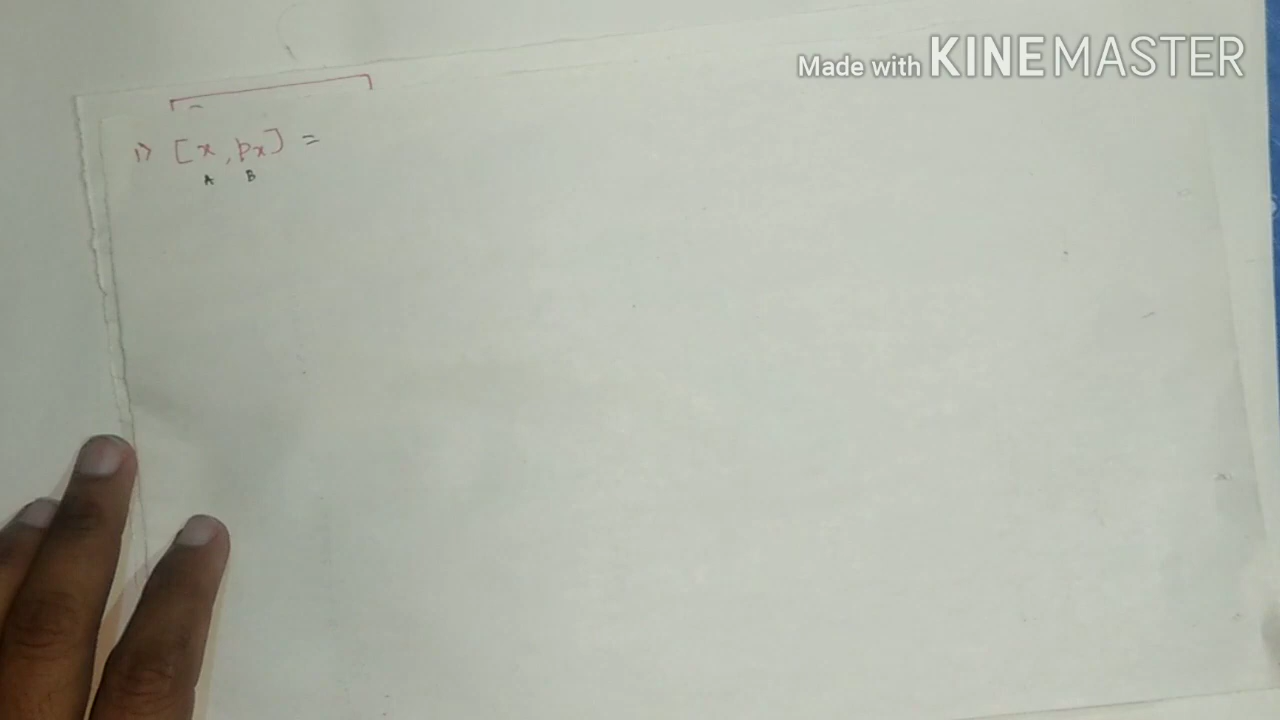 Made with KINEMASTER
1) [x, px] =
A B